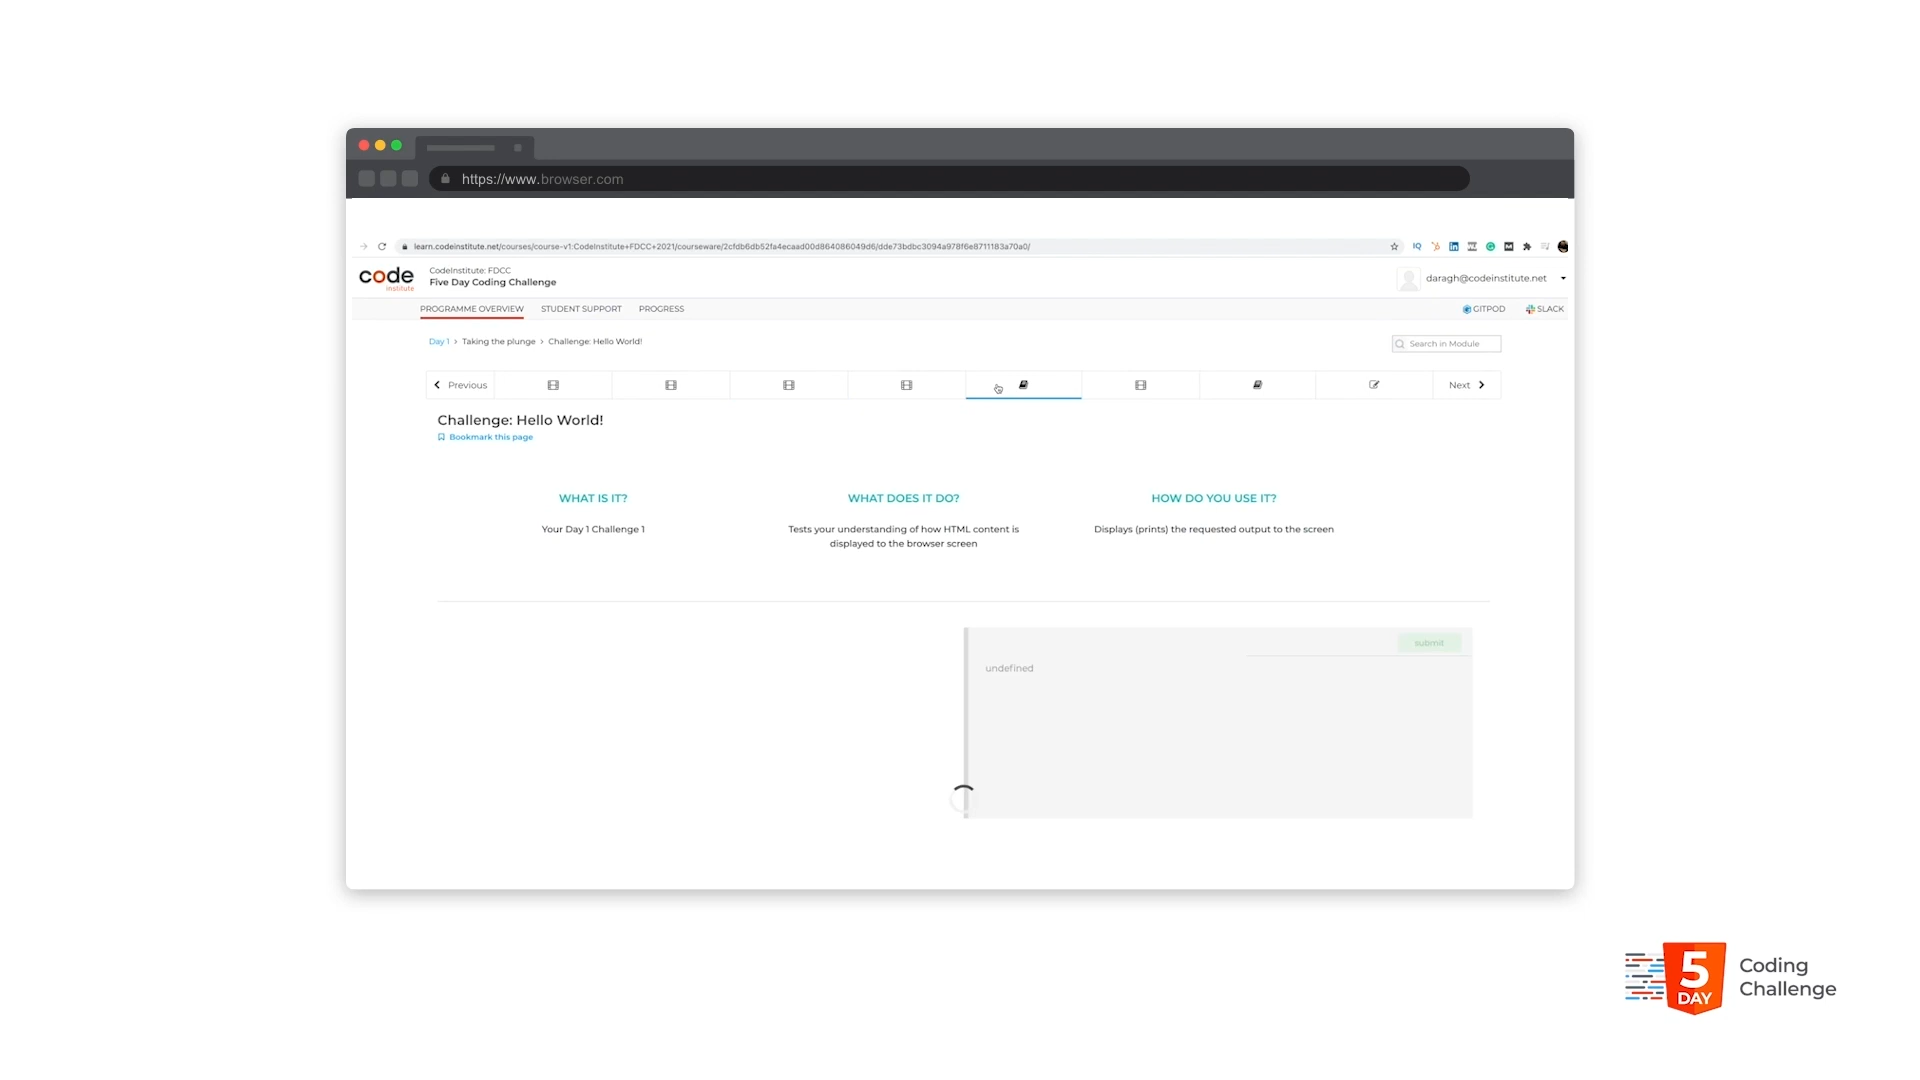 https://www.browser.com
learn.codeinstitute.net/courses/course-v1:CodeInstitute+FDCC+2021/courseware/2cfdb6db52fa4ecaad00d864086049d6/dde73bdbc3094a978f6e8711183a70a0/
code
institute
CodeInstitute: FDCC
Five Day Coding Challenge
daragh@codeinstitute.net
PROGRAMME OVERVIEW STUDENT SUPPORT PROGRESS
GITPOD SLACK
Day 1 > Taking the plunge > Challenge: Hello World!
Search in Module
Previous
Next
Challenge: Hello World!
Bookmark this page
WHAT IS IT?
Your Day 1 Challenge 1
WHAT DOES IT DO?
Tests your understanding of how HTML content is
displayed to the browser screen
HOW DO YOU USE IT?
Displays (prints) the requested output to the screen
submit
undefined
5
DAY
Coding
Challenge